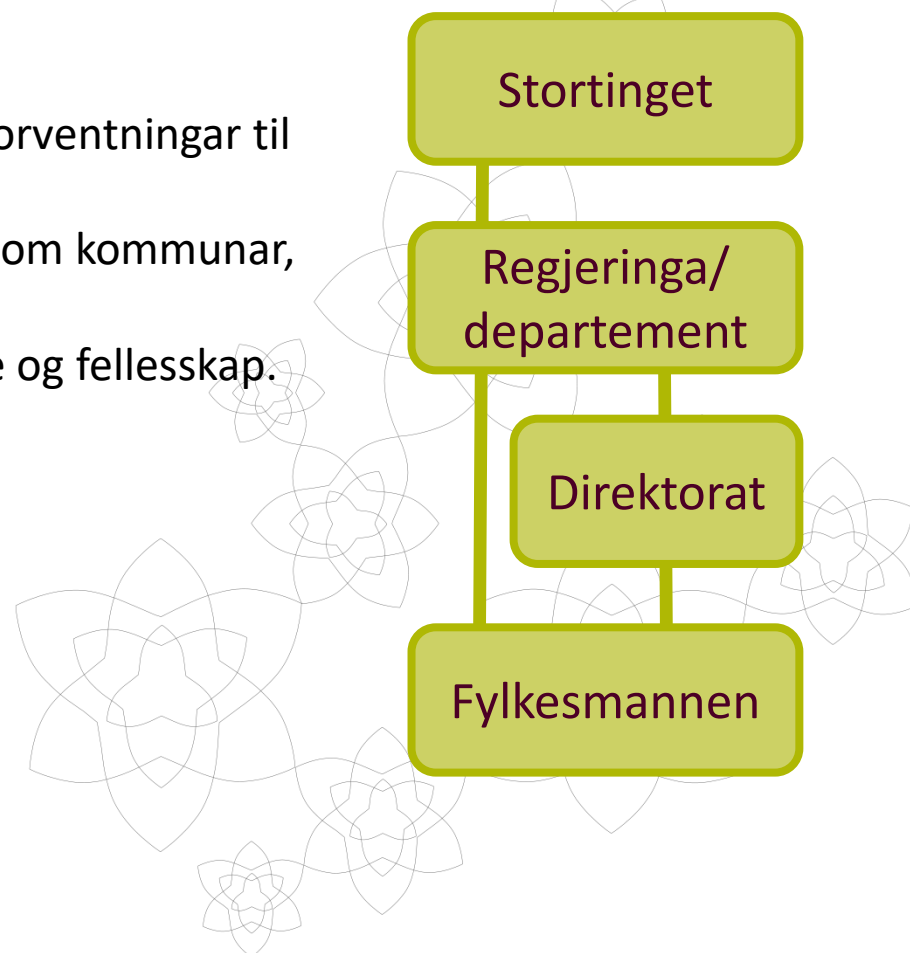 orventningar til
om kommunar,
og fellesskap.
Stortinget
Regjeringa/
departement
Direktorat
Fylkesmannen